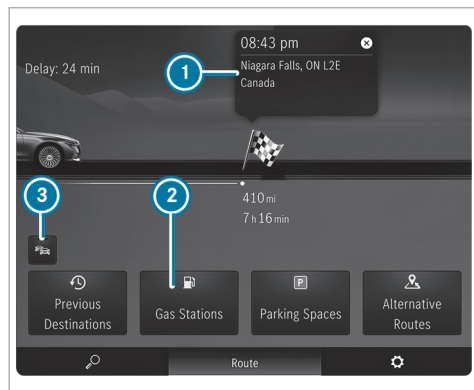 08:43 pm
Delay: 24 min
1
Niagara Falls, ON L2E
Canada
3
2
410 mi
7 h 16 min
P
Previous
Destinations
Gas Stations
Parking Spaces
Alternative
Routes
Route